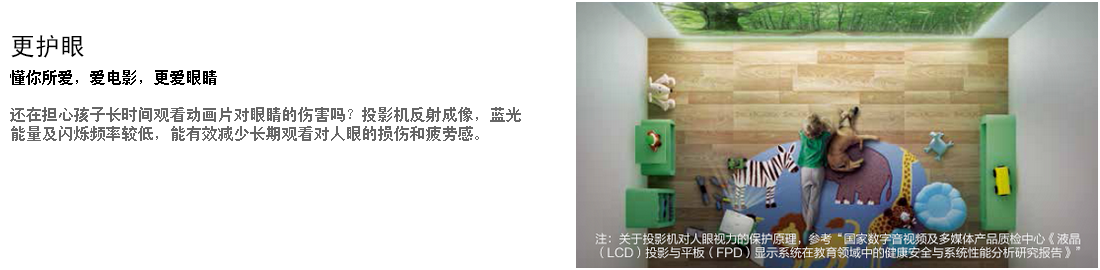 更护眼
懂你所爱，爱电影，更爱眼睛
还在担心孩子长时间观看动画片对眼睛的伤害吗？投影机反射成像，蓝光
能量及闪烁频率较低，能有效减少长期观看对人眼的损伤和疲劳感。
注：关于投影机对人眼视力的保护原理，参考“国家数字音视频及多媒体产品质检中心《液晶
（LCD）投影与平板（FPD）显示系统在教育领域中的健康安全与系统性能分析研究报告》”